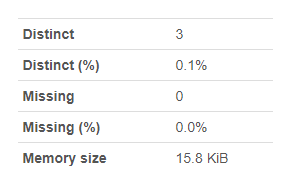 Distinct 3
Distinct (%) 0.1%
Missing 0
Missing (%) 0.0%
Memory size 15.8 KiB